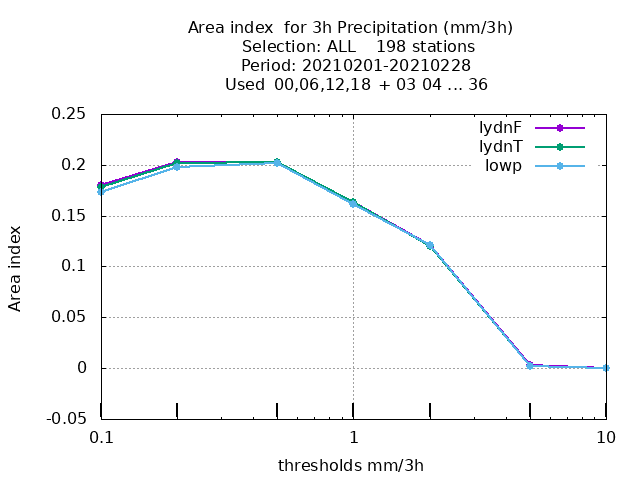 Area index  for 3h Precipitation (mm/3h)
Selection: ALL    198 stations
Period: 20210201-20210228
Used  00,06,12,18  + 03 04 ... 36
lydnF
lydnT
lowp
0.25
0.2
0.15
0.1
0.05
0
-0.05
Area index
0.1
1
10
thresholds mm/3h